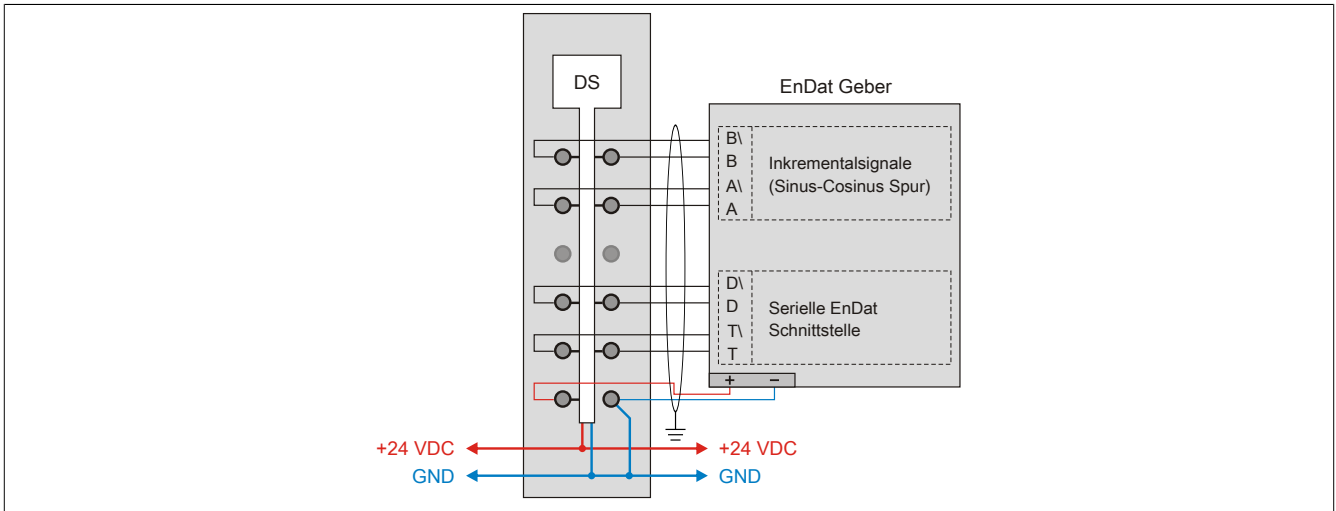 DS
EnDat Geber
B\
B
A\
A
Inkrementalsignale
(Sinus-Cosinus Spur)
D\
D
T\
T
Serielle EnDat
Schnittstelle
+ −
+24 VDC
+24 VDC
GND
GND